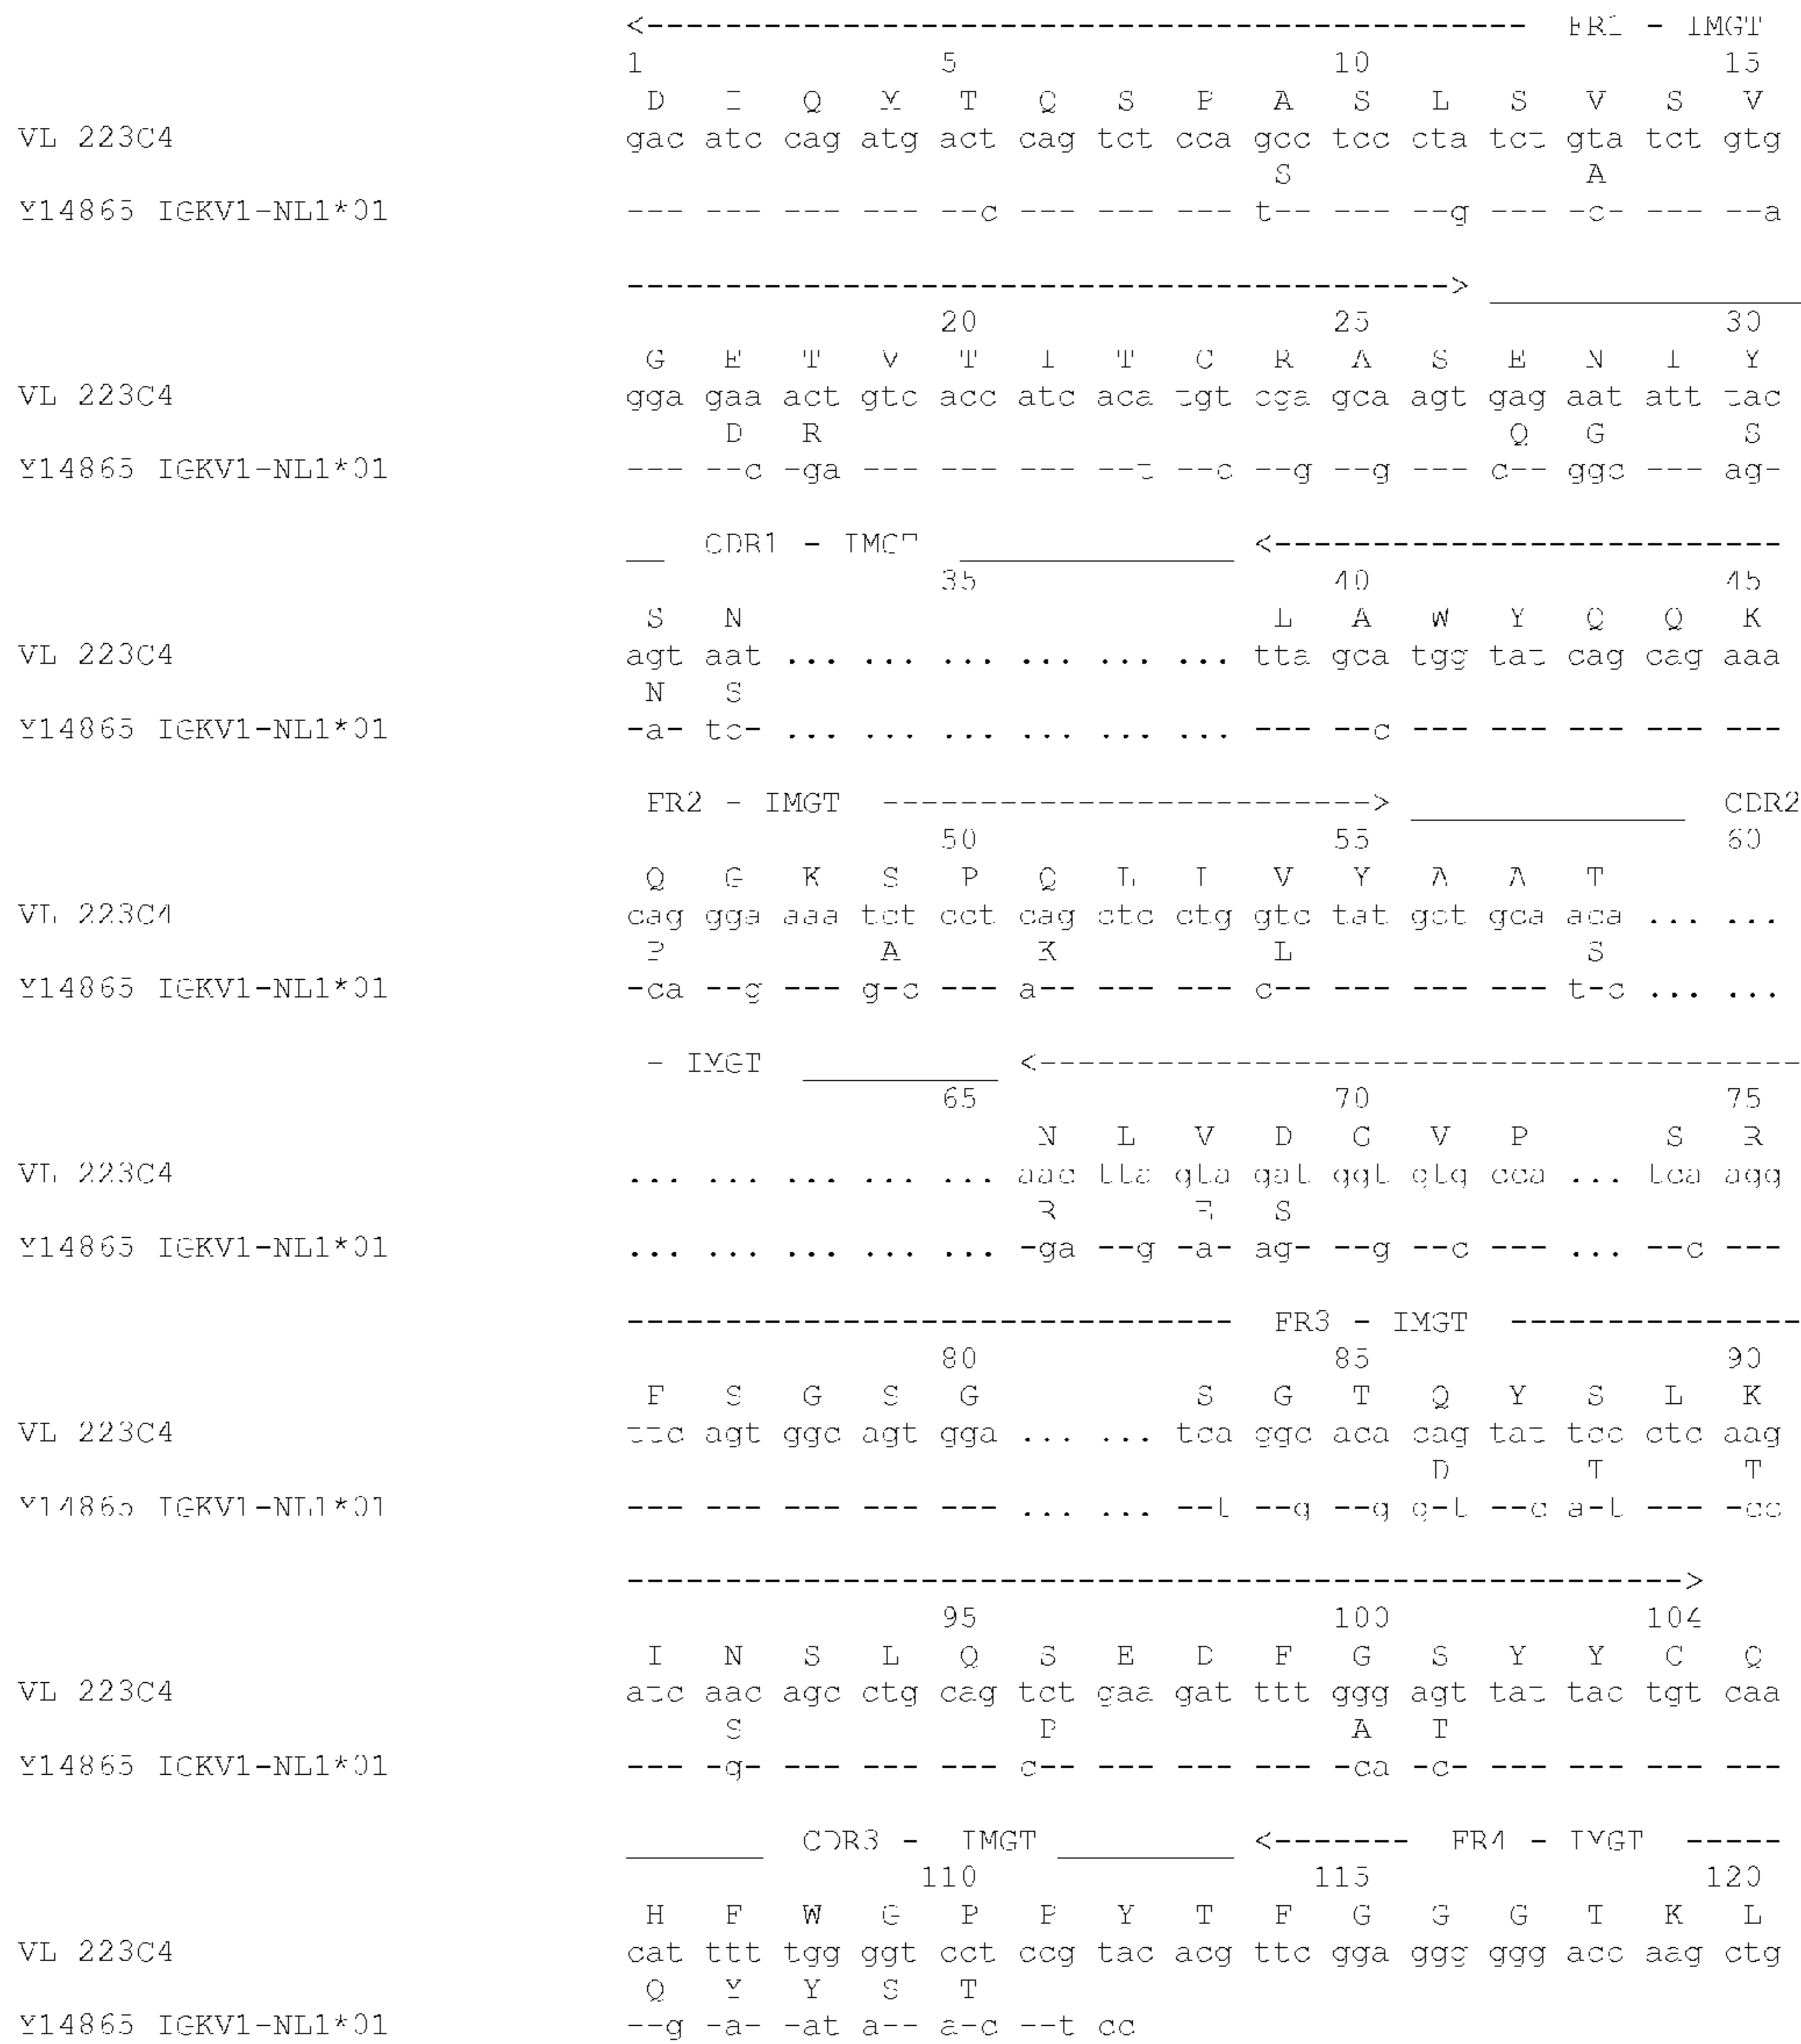 <--------------------------------------------- FR1 - IMGT
1 5 10 15
D I Q M T Q S P A S L S V S V
VL 223C4 gac atc cag atg act cag tct cca gcc tcc cta tct gta tct gtg
S A
Y14865 IGKV1-NL1*01 --- --- --- --- --c --- --- --- t-- --- --g --- -c- --- --a
------------------------------------------> ________________
20 25 30
G E T V T I T C R A S E N I Y
VL 223C4 gga gaa act gtc acc atc aca tgt cga gca agt gag aat att tac
D R Q G S
Y14865 IGKV1-NL1*01 --- --c -ga --- --- --- --t --c --g --g --- c-- ggc --- ag-
__ CDR1 - IMGT ______________ <--------------------------
35 40 45
S N L A W Y Q Q K
VL 223C4 agt aat ... ... ... ... ... ... tta gca tgg tat cag cag aaa
N S
Y14865 IGKV1-NL1*01 -a- tc- ... ... ... ... ... ... --- --c --- --- --- --- ---
FR2 - IMGT -------------------------> ______________ CDR2
50 55 60
Q G K S P Q L L V Y A A T
VL 223C4 cag gga aaa tct cct cag ctc ctg gtc tat gct gca aca ... ...
P A K L S
Y14865 IGKV1-NL1*01 -ca --g --- g-c --- a-- --- --- c-- --- --- --- t-c ... ...
- IMGT __________ <---------------------------------------
65 70 75
N L V D G V P S R
VL 223C4 ... ... ... ... ... aac tta gta gat ggt gtg cca ... tca agg
R E S
Y14865 IGKV1-NL1*01 ... ... ... ... ... -ga --g -a- ag- --g --c --- ... --c ---
------------------------------- FR3 - IMGT ---------------
80 85 90
F S G S G S G T Q Y S L K
VL 223C4 ttc agt ggc agt gga ... ... tca ggc aca cag tat tcc ctc aag
D T T
Y14865 IGKV1-NL1*01 --- --- --- --- --- ... ... --t --g --g g-t --c a-t --- -cc
------------------------------------------------------>
95 100 104
I N S L Q S E D F G S Y Y C Q
VL 223C4 atc aac agc ctg cag tct gaa gat ttt ggg agt tat tac tgt caa
S P A T
Y14865 IGKV1-NL1*01 --- -g- --- --- --- c-- --- --- --- -ca -c- --- --- --- ---
_______ CDR3 - IMGT _________ <------- FR4 - IMGT -----
110 115 120
H F W G P P Y T F G G G T K L
VL 223C4 cat ttt tgg ggt cct ccg tac acg ttc gga ggg ggg acc aag ctg
Q Y Y S T
Y14865 IGKV1-NL1*01 --g -a- -at a-- a-c --t cc